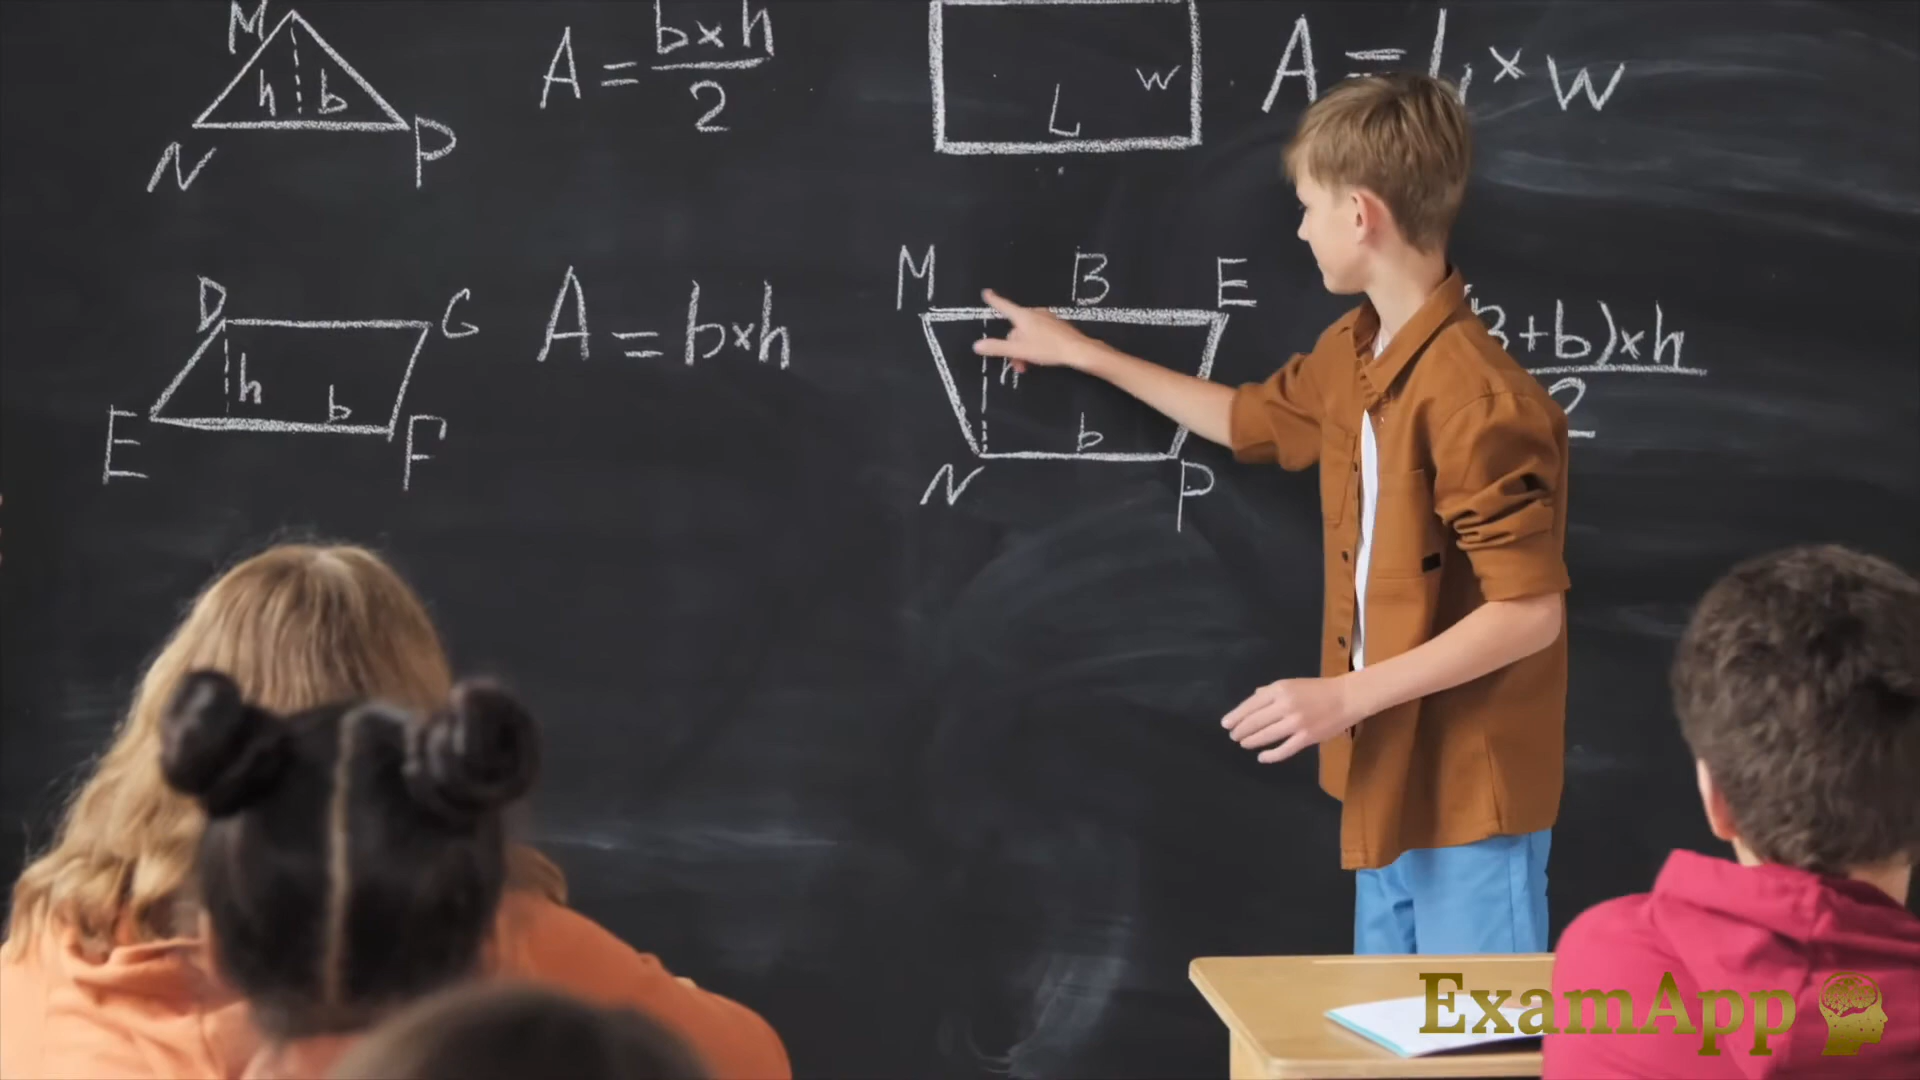 M
h b
N P
A = b×h
2
w
L
A = L × w
D G
h
b
E F
A = b×h
M B E
h
b
N P
B+b)×h
2
ExamApp